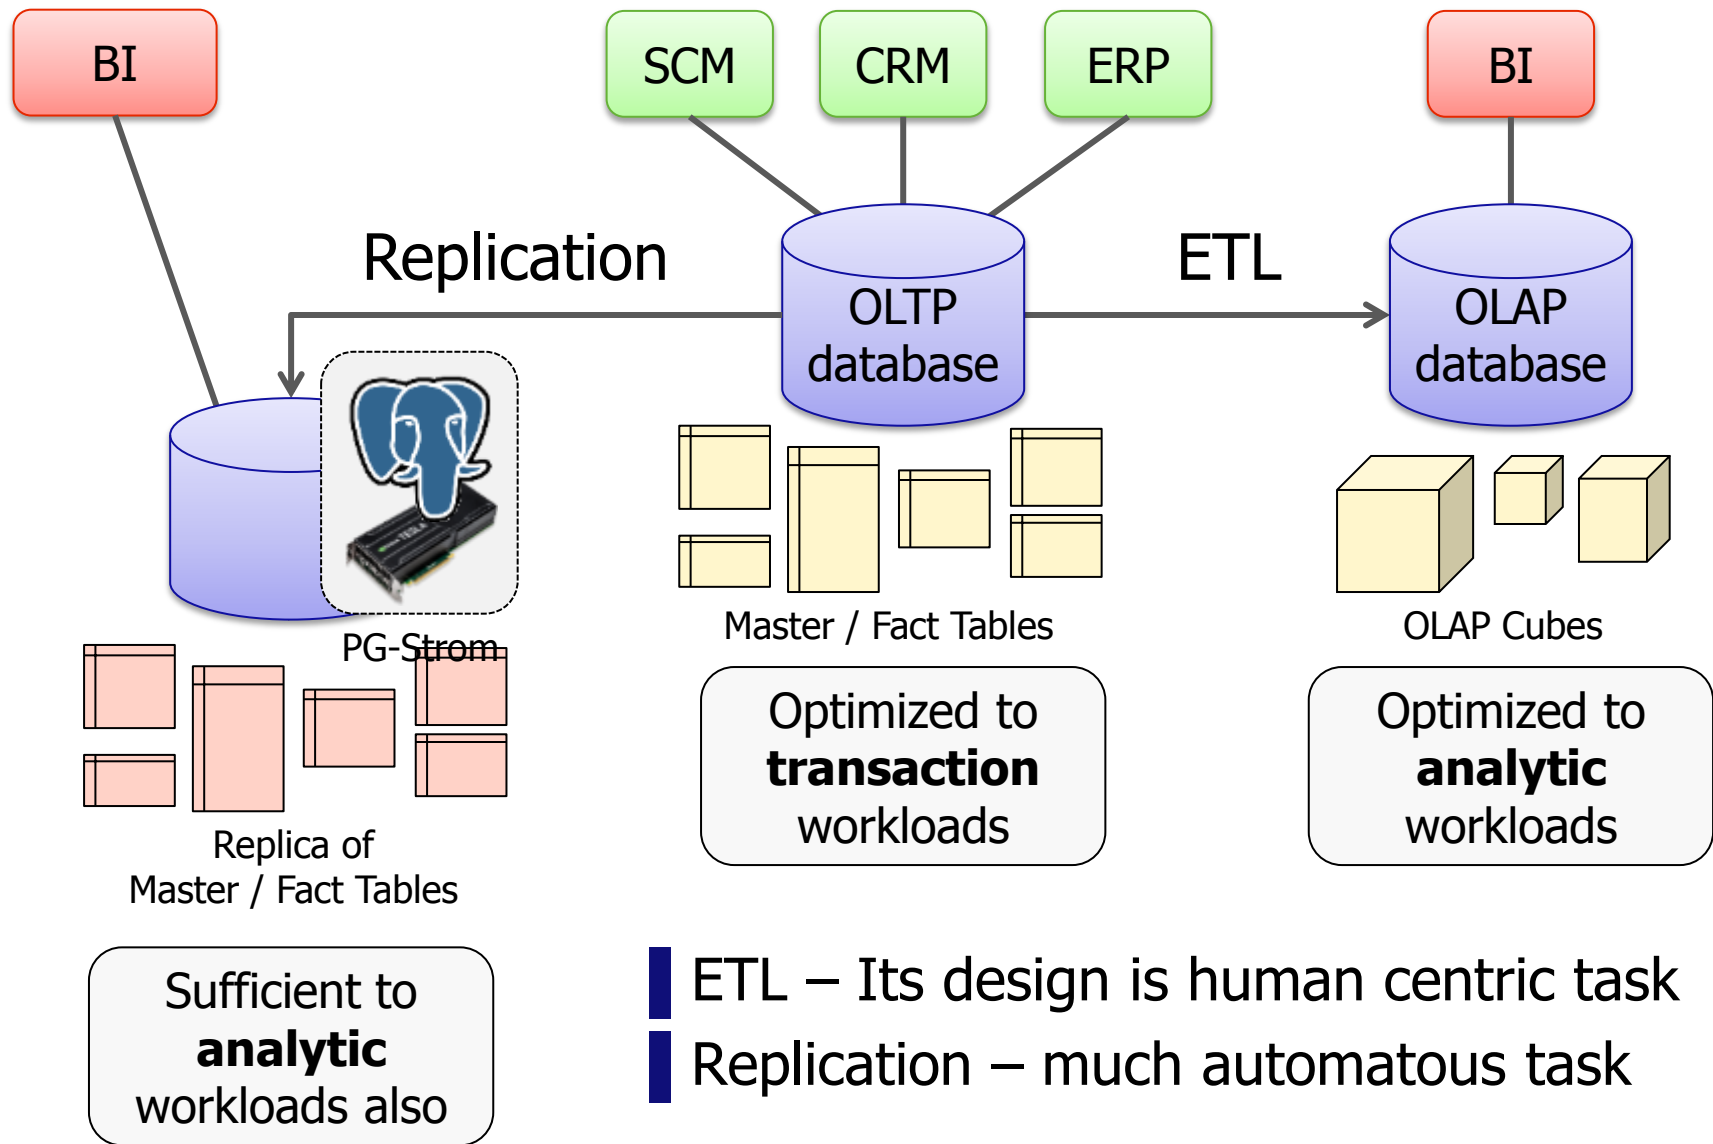 BI
SCM
CRM
ERP
BI
Replication
ETL
OLTP
database
OLAP
database
TESLA
PG-Strom
Master / Fact Tables
OLAP Cubes
Replica of
Master / Fact Tables
Optimized to
transaction
workloads
Optimized to
analytic
workloads
Sufficient to
analytic
workloads also
ETL – Its design is human centric task
Replication – much automatous task